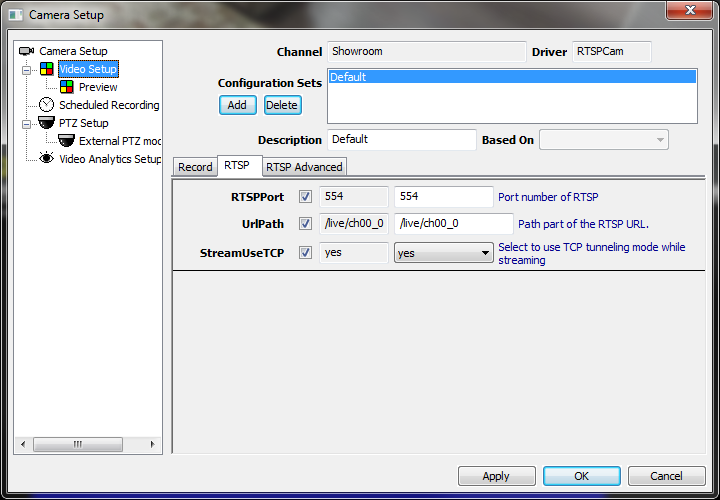 Camera Setup
Channel Showroom Driver RTSPCam
Configuration Sets Default
Add Delete
Description Default Based On
Camera Setup
Video Setup
Preview
Scheduled Recording
PTZ Setup
External PTZ moc
Video Analytics Setup
Record RTSP RTSP Advanced
RTSPPort 554 554 Port number of RTSP
UrlPath /live/ch00_0 /live/ch00_0 Path part of the RTSP URL.
StreamUseTCP yes yes Select to use TCP tunneling mode while
streaming
Apply OK Cancel